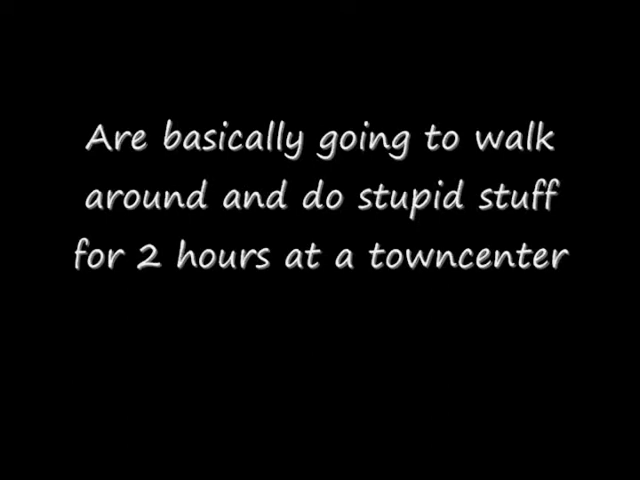 Are basically going to walk
around and do stupid stuff
for 2 hours at a towncenter